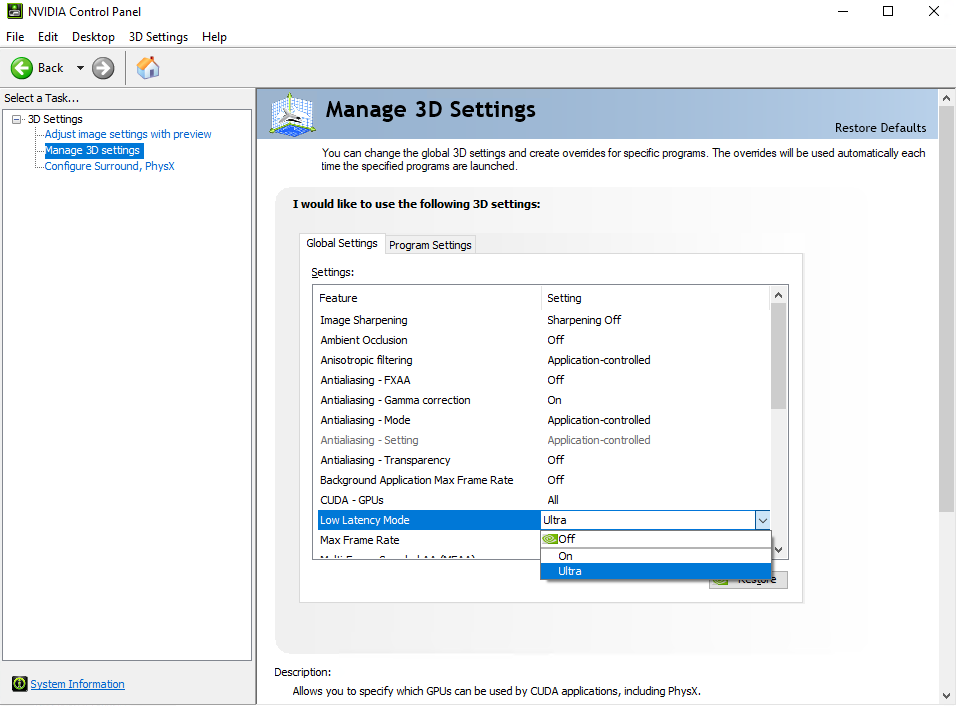 NVIDIA Control Panel
File Edit Desktop 3D Settings Help
Back
Select a Task...
3D Settings
Adjust image settings with preview
Manage 3D settings
Configure Surround, PhysX
System Information
Manage 3D Settings
Restore Defaults
You can change the global 3D settings and create overrides for specific programs. The overrides will be used automatically each
time the specified programs are launched.
I would like to use the following 3D settings:
Global Settings Program Settings
Settings:
Feature Setting
Image Sharpening Sharpening Off
Ambient Occlusion Off
Anisotropic filtering Application-controlled
Antialiasing - FXAA Off
Antialiasing - Gamma correction On
Antialiasing - Mode Application-controlled
Antialiasing - Setting Application-controlled
Antialiasing - Transparency Off
Background Application Max Frame Rate Off
CUDA - GPUs All
Low Latency Mode Ultra
Max Frame Rate Off
On
Ultra
Restore
Description:
Allows you to specify which GPUs can be used by CUDA applications, including PhysX.